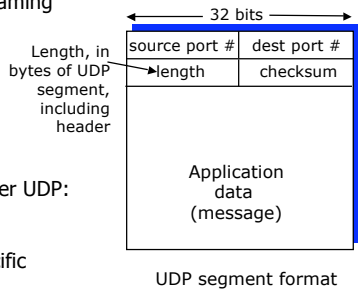 aming
32 bits
source port # dest port #
length checksum
Length, in
bytes of UDP
segment,
including
header
Application
data
(message)
er UDP:
ific
UDP segment format